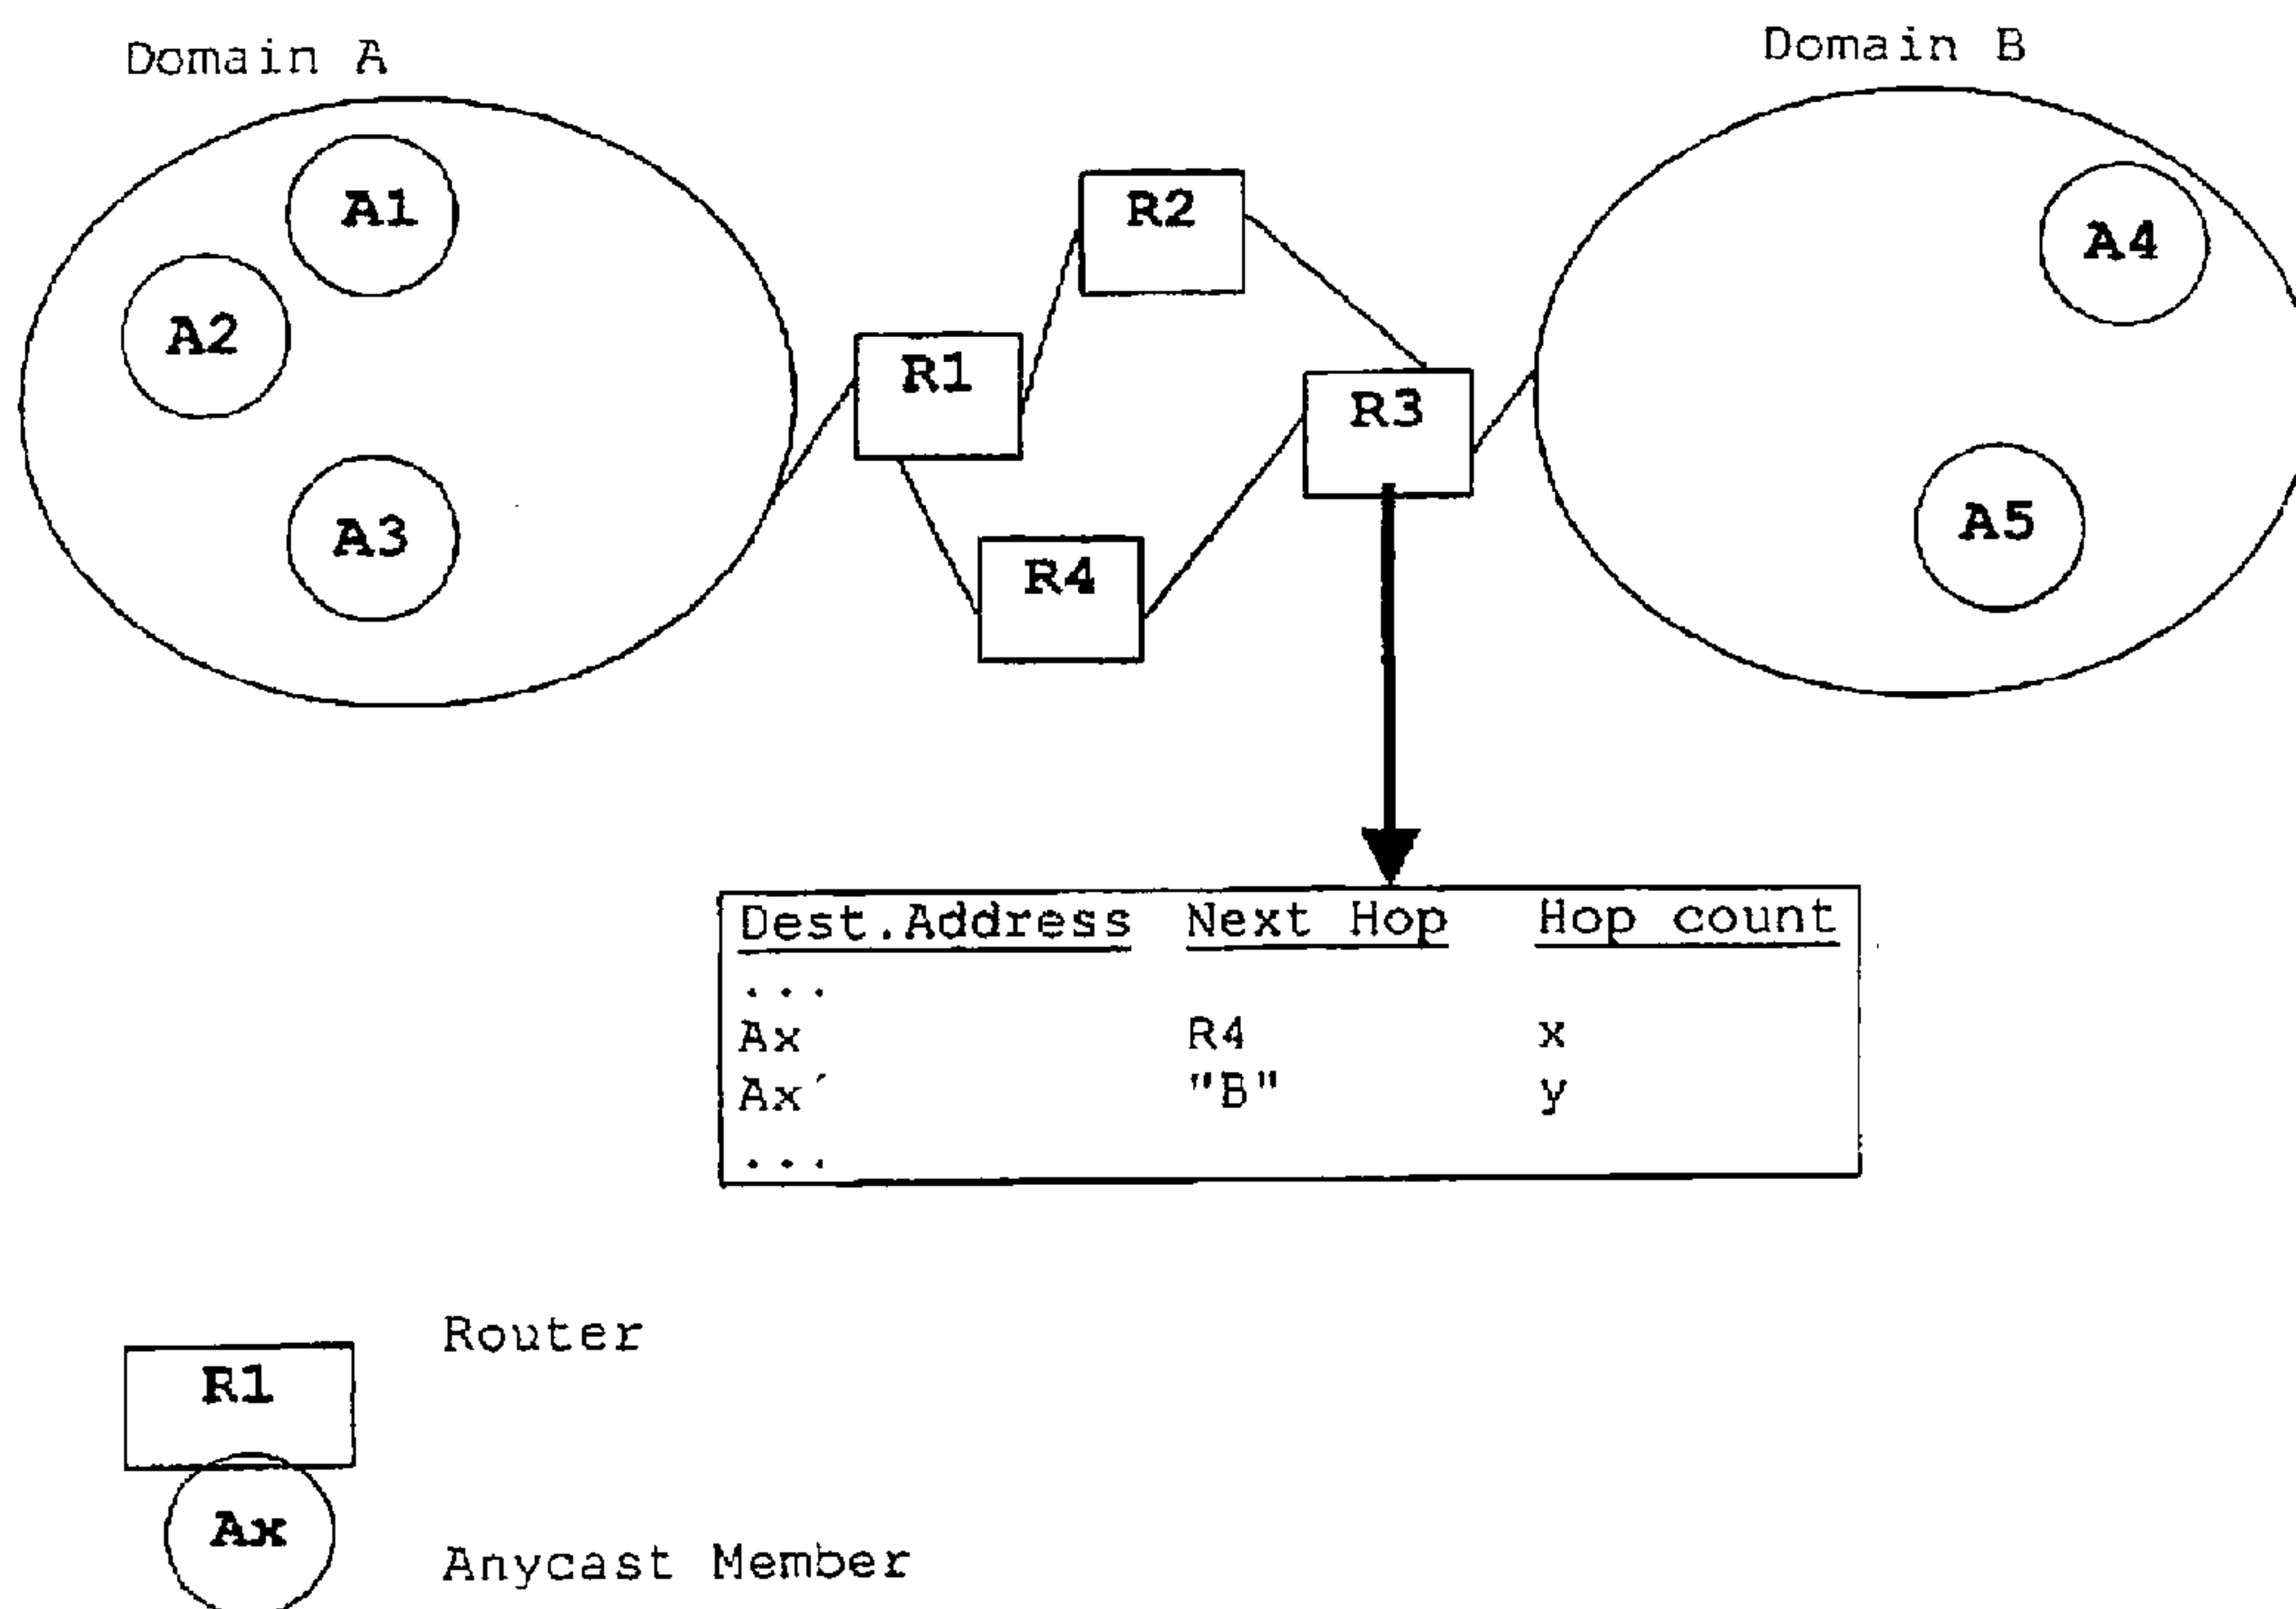 Domain A
Domain B
A1
A2
A3
R1
R2
R3
R4
A4
A5
Dest.Address Next Hop Hop count
...
Ax R4 x
Ax´ "B" y
...
R1
Router
Ax
Anycast Member